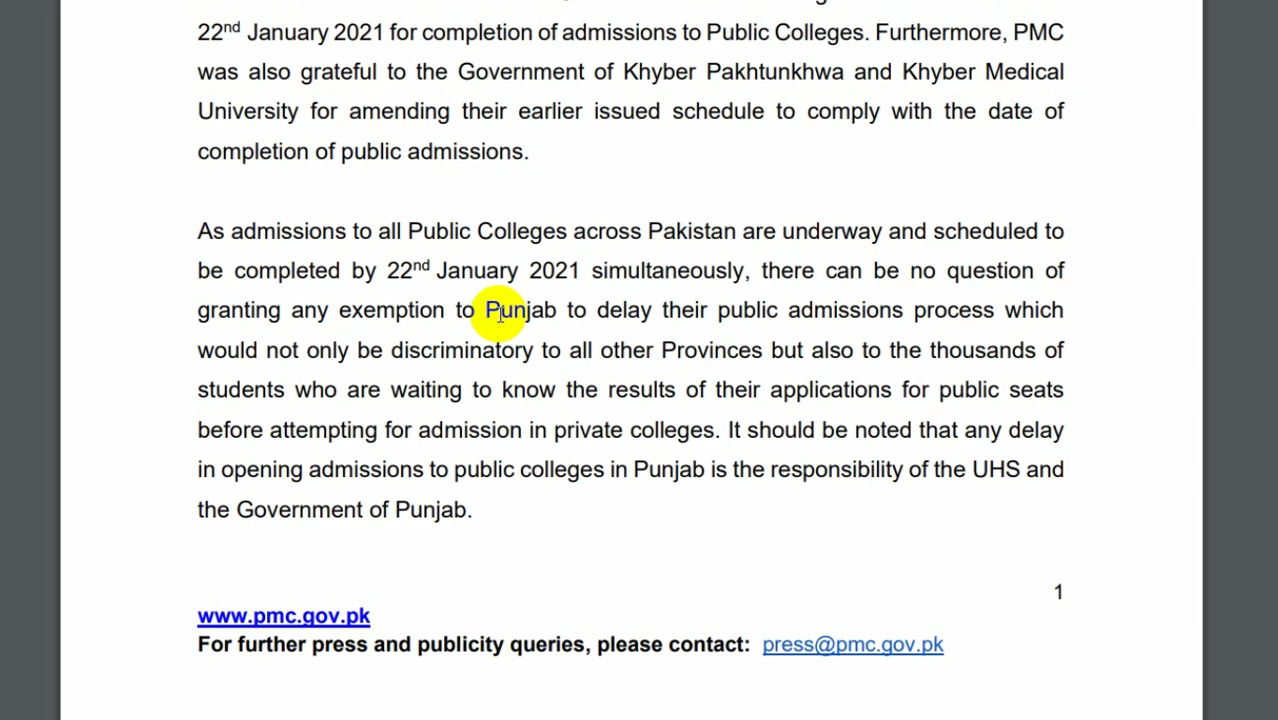 22nd January 2021 for completion of admissions to Public Colleges. Furthermore, PMC
was also grateful to the Government of Khyber Pakhtunkhwa and Khyber Medical
University for amending their earlier issued schedule to comply with the date of
completion of public admissions.
As admissions to all Public Colleges across Pakistan are underway and scheduled to
be completed by 22nd January 2021 simultaneously, there can be no question of
granting any exemption to Punjab to delay their public admissions process which
would not only be discriminatory to all other Provinces but also to the thousands of
students who are waiting to know the results of their applications for public seats
before attempting for admission in private colleges. It should be noted that any delay
in opening admissions to public colleges in Punjab is the responsibility of the UHS and
the Government of Punjab.
1
www.pmc.gov.pk
For further press and publicity queries, please contact: press@pmc.gov.pk